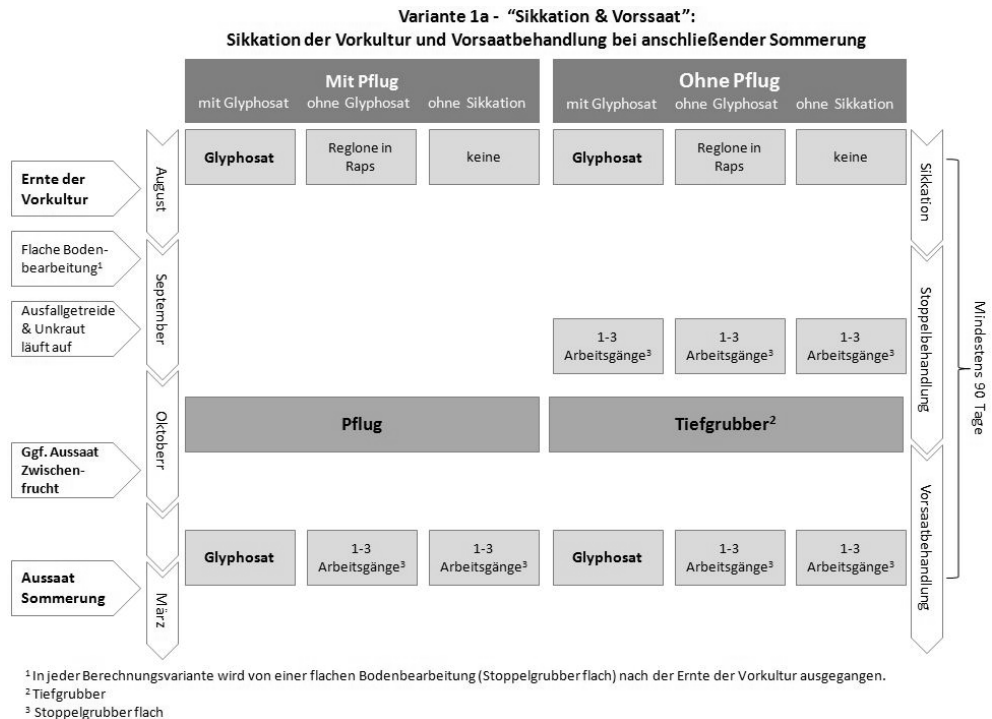 Variante 1a - “Sikkation & Vorssaat”:
Sikkation der Vorkultur und Vorsaatbehandlung bei anschließender Sommerung
Mit Pflug
mit Glyphosat
ohne Glyphosat
ohne Sikkation
Ohne Pflug
mit Glyphosat
ohne Glyphosat
ohne Sikkation
Ernte der
Vorkultur
August
Glyphosat
Reglone in
Raps
keine
Glyphosat
Reglone in
Raps
keine
Sikkation
Flache Boden-
bearbeitung¹
September
Ausfallgetreide
& Unkraut
läuft auf
1-3
Arbeitsgänge³
1-3
Arbeitsgänge³
1-3
Arbeitsgänge³
Stoppelbehandlung
Mindestens 90 Tage
Oktoberr
Pflug
Tiefgrubber²
Ggf. Aussaat
Zwischen-
frucht
Aussaat
Sommerung
März
Glyphosat
1-3
Arbeitsgänge³
1-3
Arbeitsgänge³
Glyphosat
1-3
Arbeitsgänge³
1-3
Arbeitsgänge³
Vorsaatbehandlung
¹ In jeder Berechnungsvariante wird von einer flachen Bodenbearbeitung (Stoppelgrubber flach) nach der Ernte der Vorkultur ausgegangen.
² Tiefgrubber
³ Stoppelgrubber flach